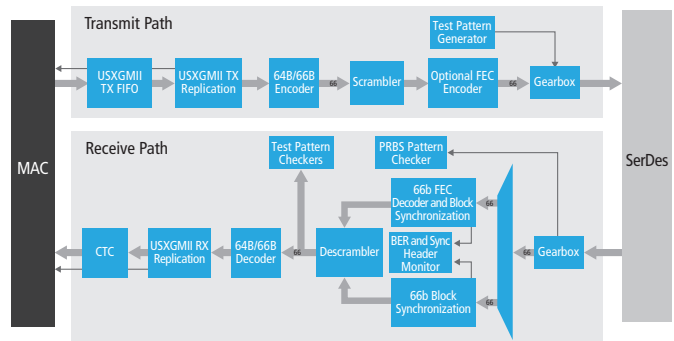 Transmit Path
Test Pattern
Generator
USXGMII
TX FIFO
USXGMII TX
Replication
64B/66B
Encoder
66
Scrambler
Optional FEC
Encoder
66
Gearbox
MAC
SerDes
Receive Path
Test Pattern
Checkers
PRBS Pattern
Checker
66b FEC
Decoder and Block
Synchronization
66
CTC
USXGMII RX
Replication
64B/66B
Decoder
66
Descrambler
BER and Sync
Header
Monitor
66
Gearbox
66b Block
Synchronization
66